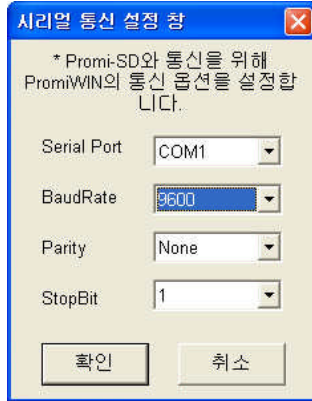 시리얼 통신 설정 창
* Promi-SD와 통신을 위해
PromiWIN의 통신 옵션을 설정합
니다.
Serial Port COM1
BaudRate 9600
Parity None
StopBit 1
확인 취소